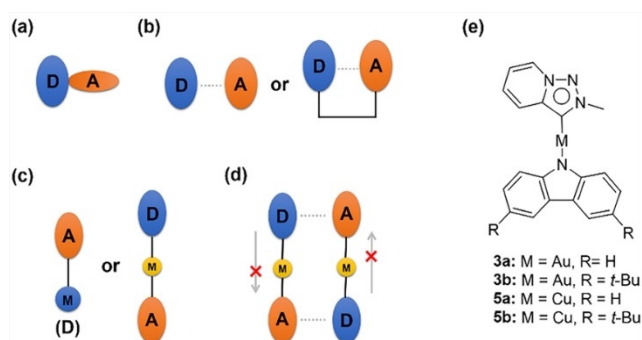 (a)
D A
(b)
D A or D A
(c)
A
M
(D)
or
D
M
A
(d)
D A
M M
A D
(e)
N N
N
M
N
R R
3a: M = Au, R= H
3b: M = Au, R = t-Bu
5a: M = Cu, R = H
5b: M = Cu, R = t-Bu